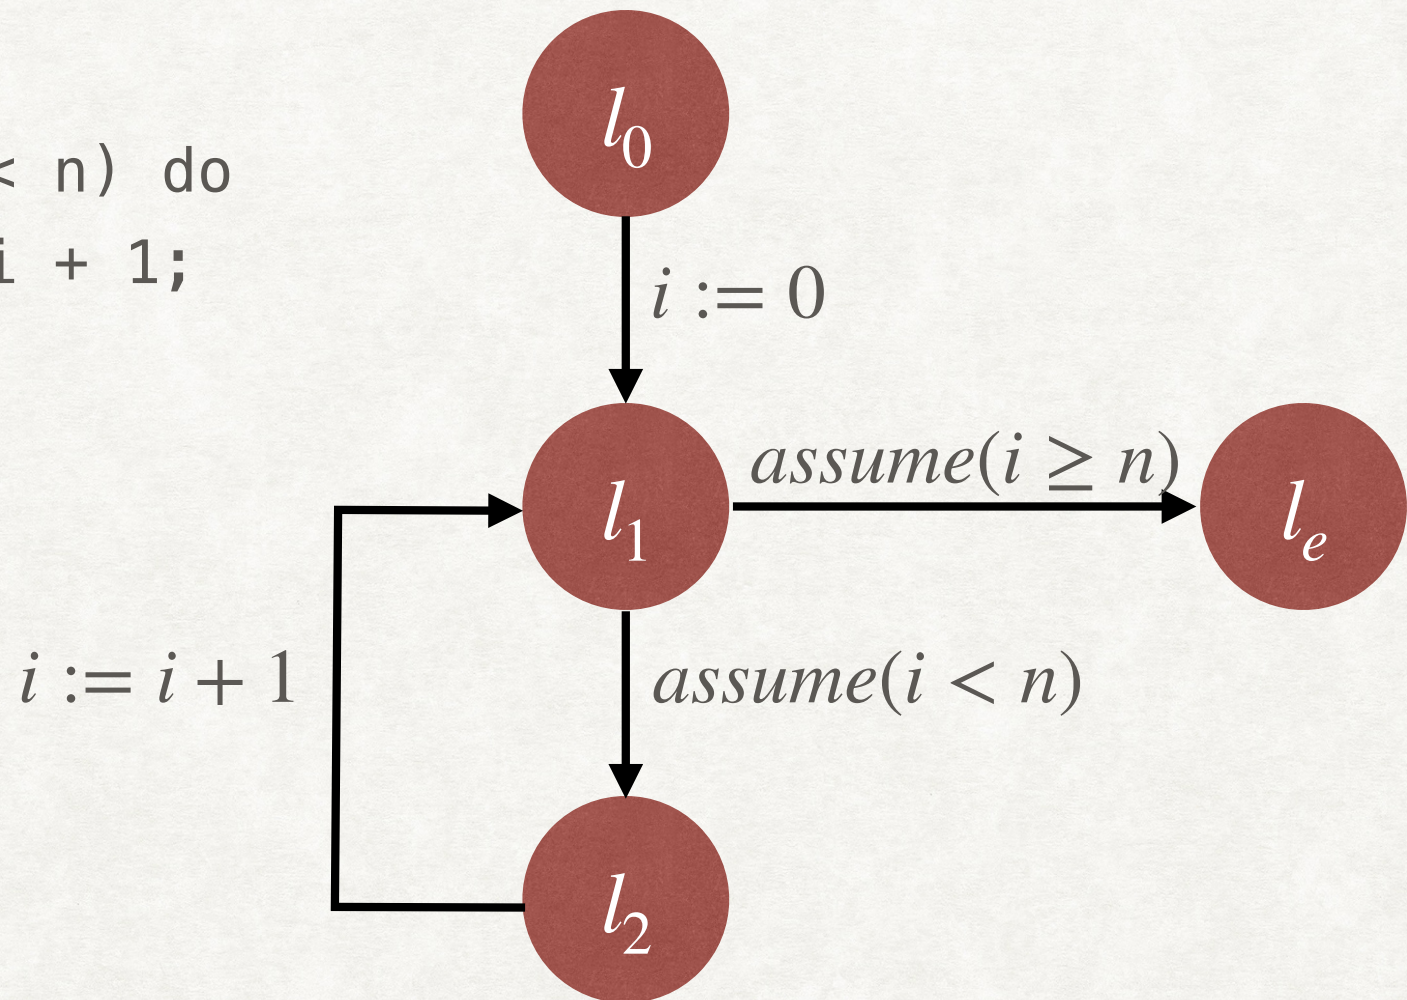 l0
< n) do
i + 1;
i := 0
assume(i ≥ n)
l1
le
i := i + 1
assume(i < n)
l2